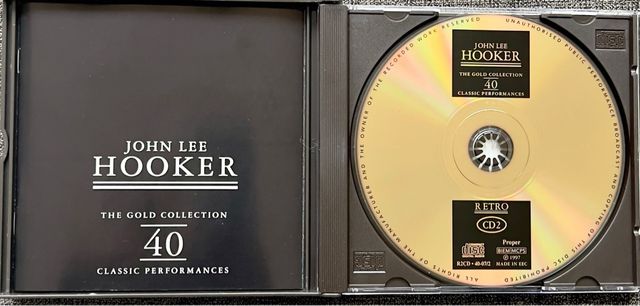 JOHN LEE
HOOKER
THE GOLD COLLECTION
40
CLASSIC PERFORMANCES
JOHN LEE
HOOKER
THE GOLD COLLECTION
40
CLASSIC PERFORMANCES
RETRO
CD2
Proper
BIEM/MCPS
℗ 1997
R2CD • 40-07/2 MADE IN EEC
ALL RIGHTS OF THE MANUFACTURER AND THE OWNER OF THE RECORDED WORK RESERVED
UNAUTHORISED PUBLIC PERFORMANCE BROADCAST AND COPYING OF THIS DISC PROHIBITED